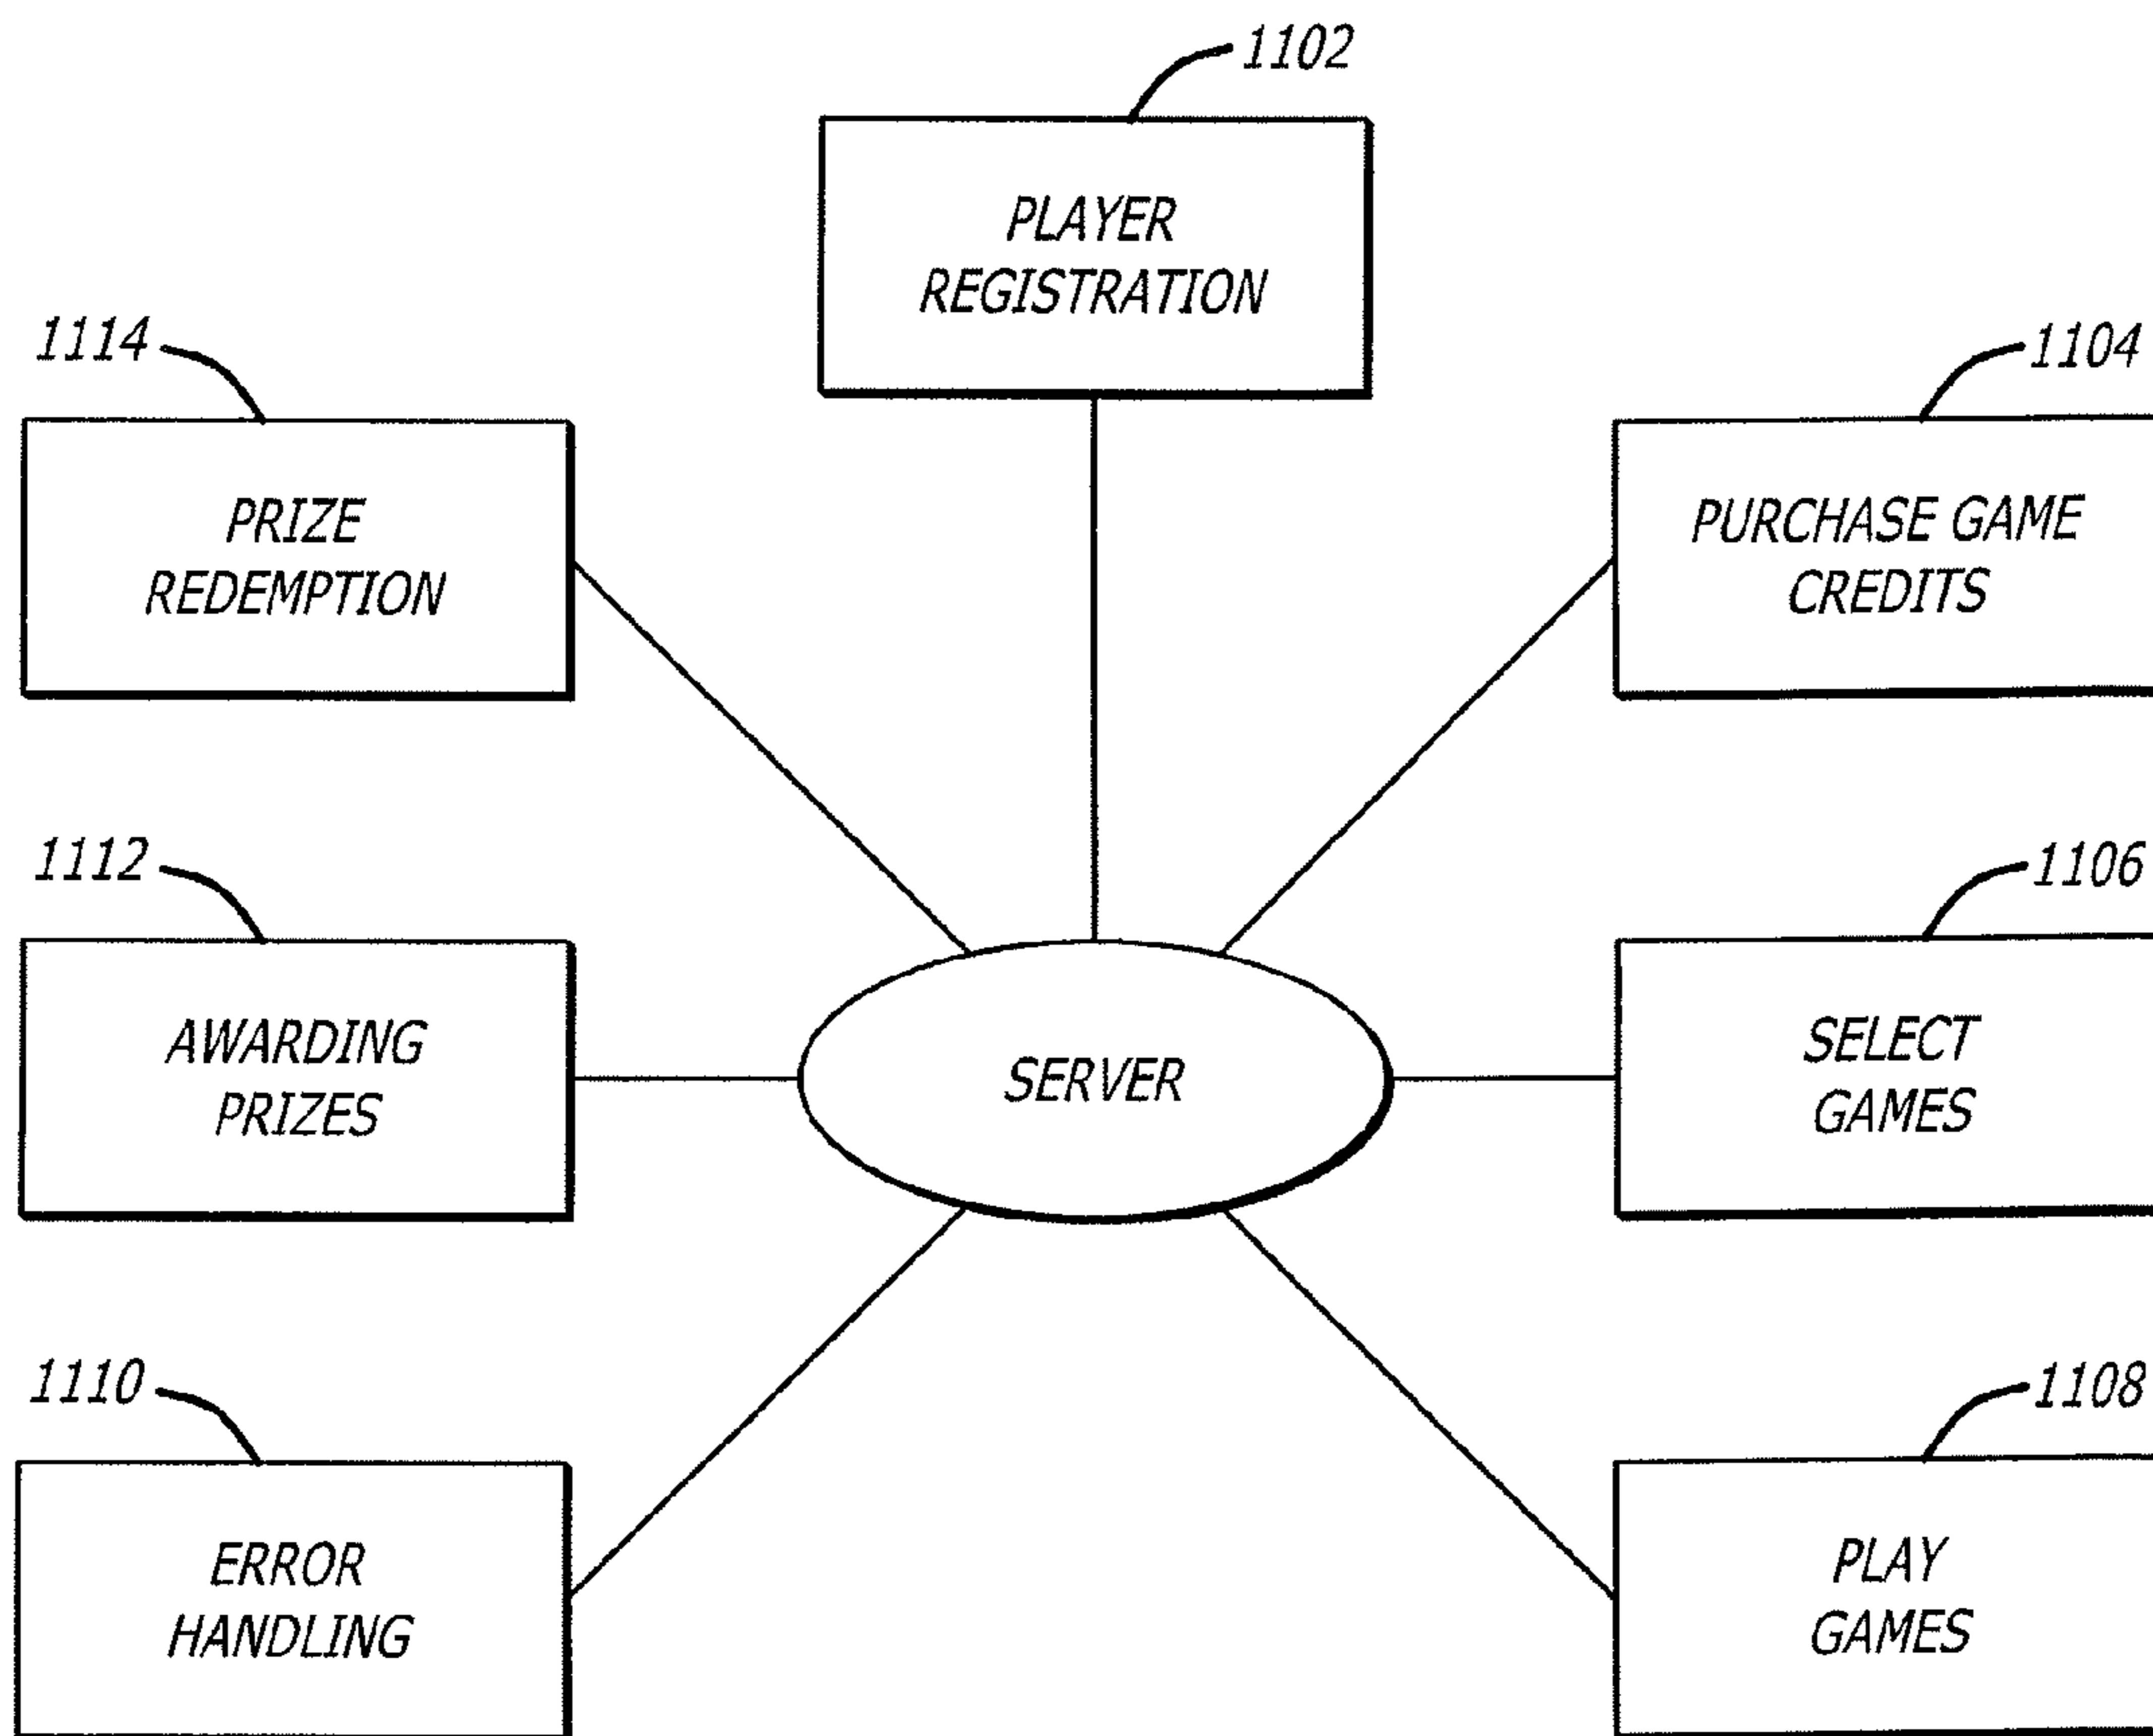 1102
PLAYER
REGISTRATION
1114
PRIZE
REDEMPTION
1104
PURCHASE GAME
CREDITS
1112
AWARDING
PRIZES
SERVER
1106
SELECT
GAMES
1110
ERROR
HANDLING
1108
PLAY
GAMES